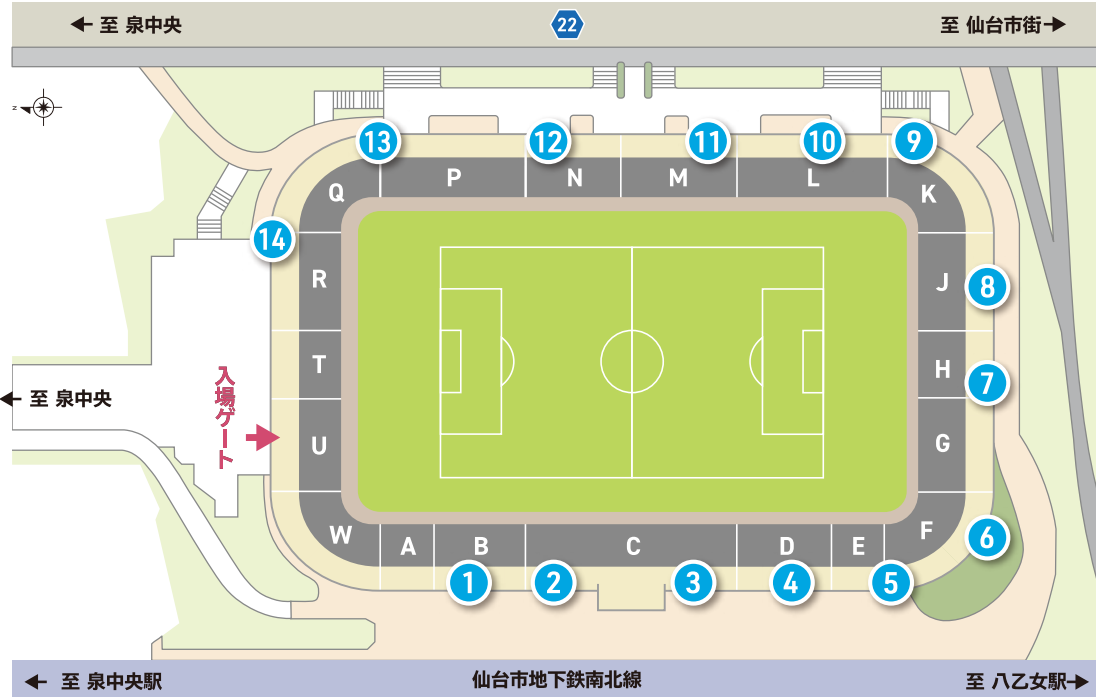 至 泉中央
22
至 仙台市街
N
13
12
11
10
9
Q
P
N
M
L
K
14
R
J
8
T
H
7
至 泉中央
入場ゲート
U
G
W
A
B
C
D
E
F
6
1
2
3
4
5
至 泉中央駅
仙台市地下鉄南北線
至 八乙女駅